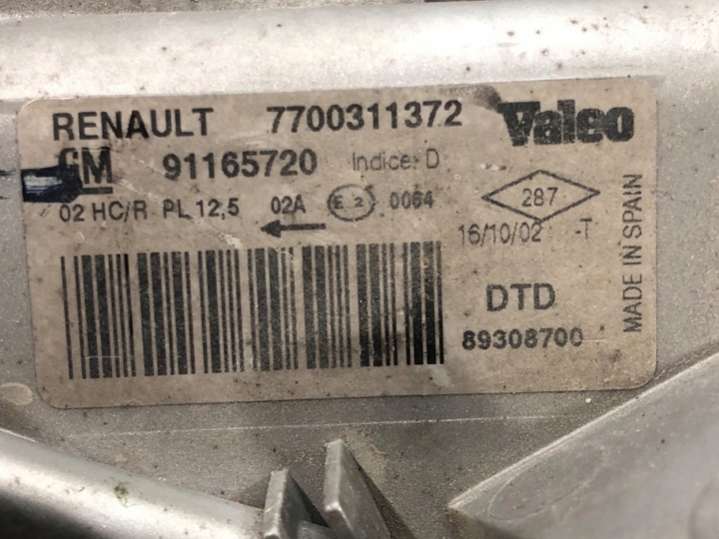 RENAULT 7700311372 Valeo
GM 91165720 Indice: D
02 HC/R PL 12,5 02A E 2 0064 287
16/10/02 -T
DTD
89308700
MADE IN SPAIN